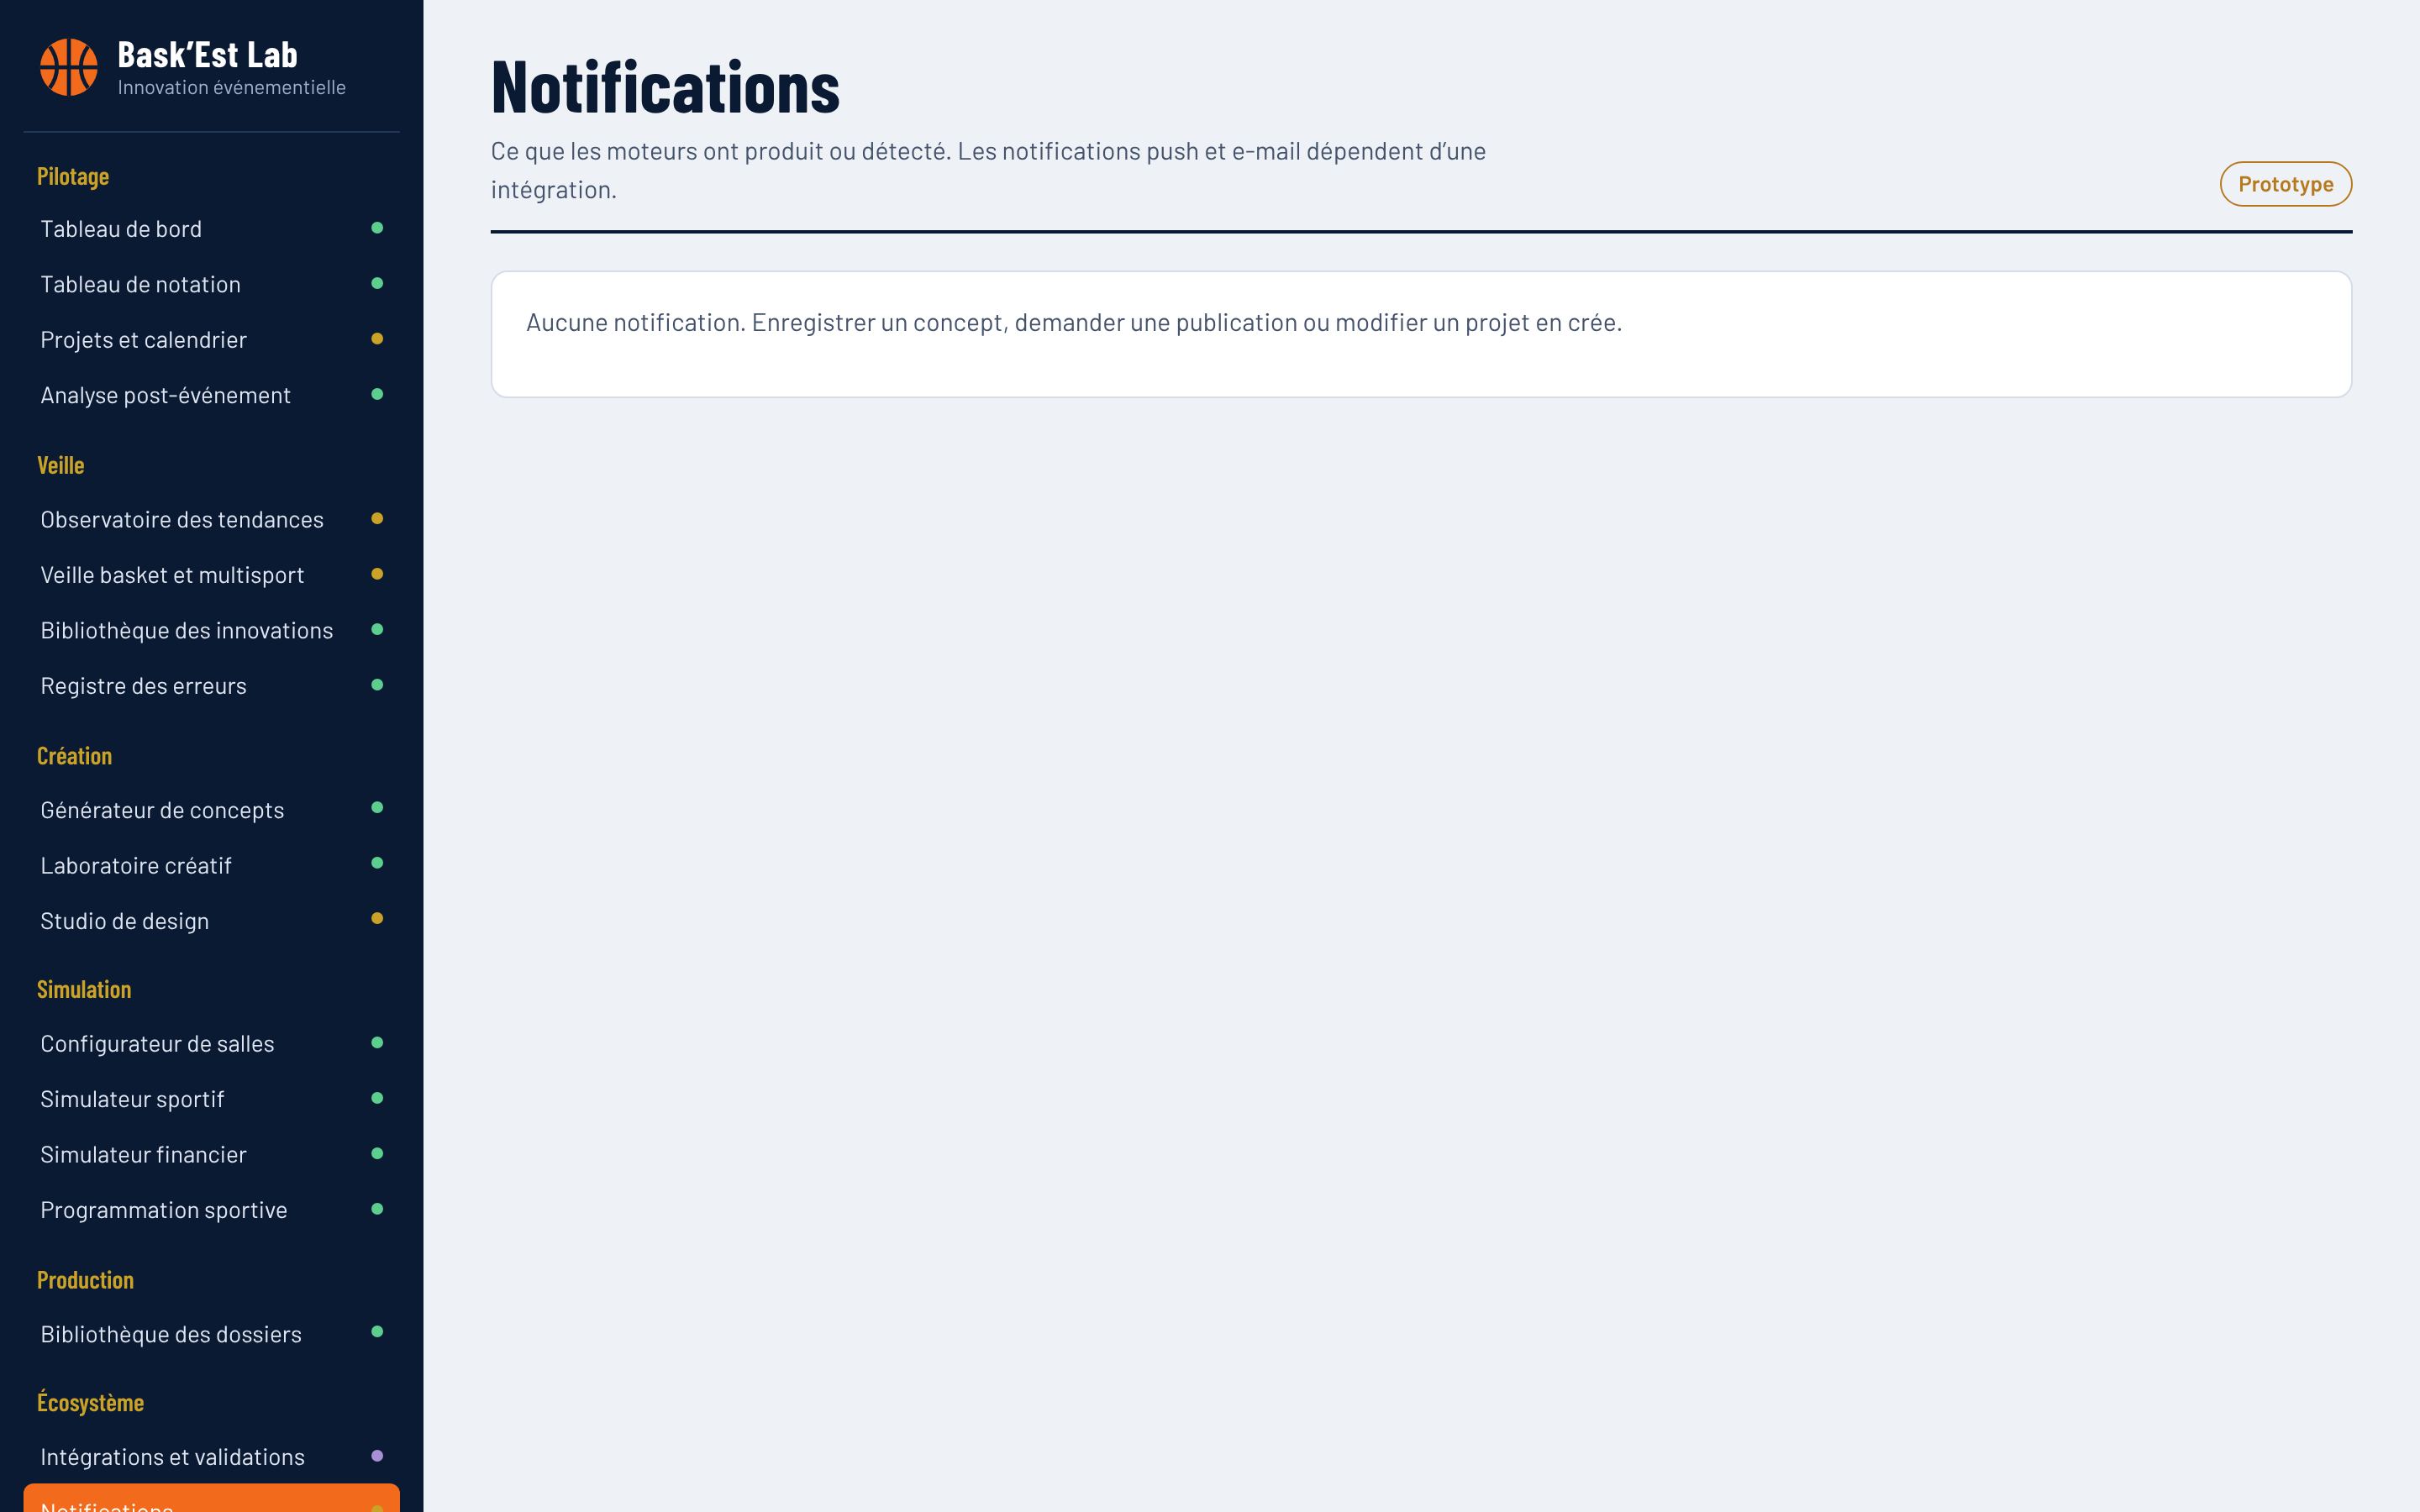 Bask’Est Lab
Innovation événementielle
Pilotage
Tableau de bord
Tableau de notation
Projets et calendrier
Analyse post-événement
Veille
Observatoire des tendances
Veille basket et multisport
Bibliothèque des innovations
Registre des erreurs
Création
Générateur de concepts
Laboratoire créatif
Studio de design
Simulation
Configurateur de salles
Simulateur sportif
Simulateur financier
Programmation sportive
Production
Bibliothèque des dossiers
Écosystème
Intégrations et validations
Notifications
Notifications
Ce que les moteurs ont produit ou détecté. Les notifications push et e-mail dépendent d’une
intégration.
Prototype
Aucune notification. Enregistrer un concept, demander une publication ou modifier un projet en crée.